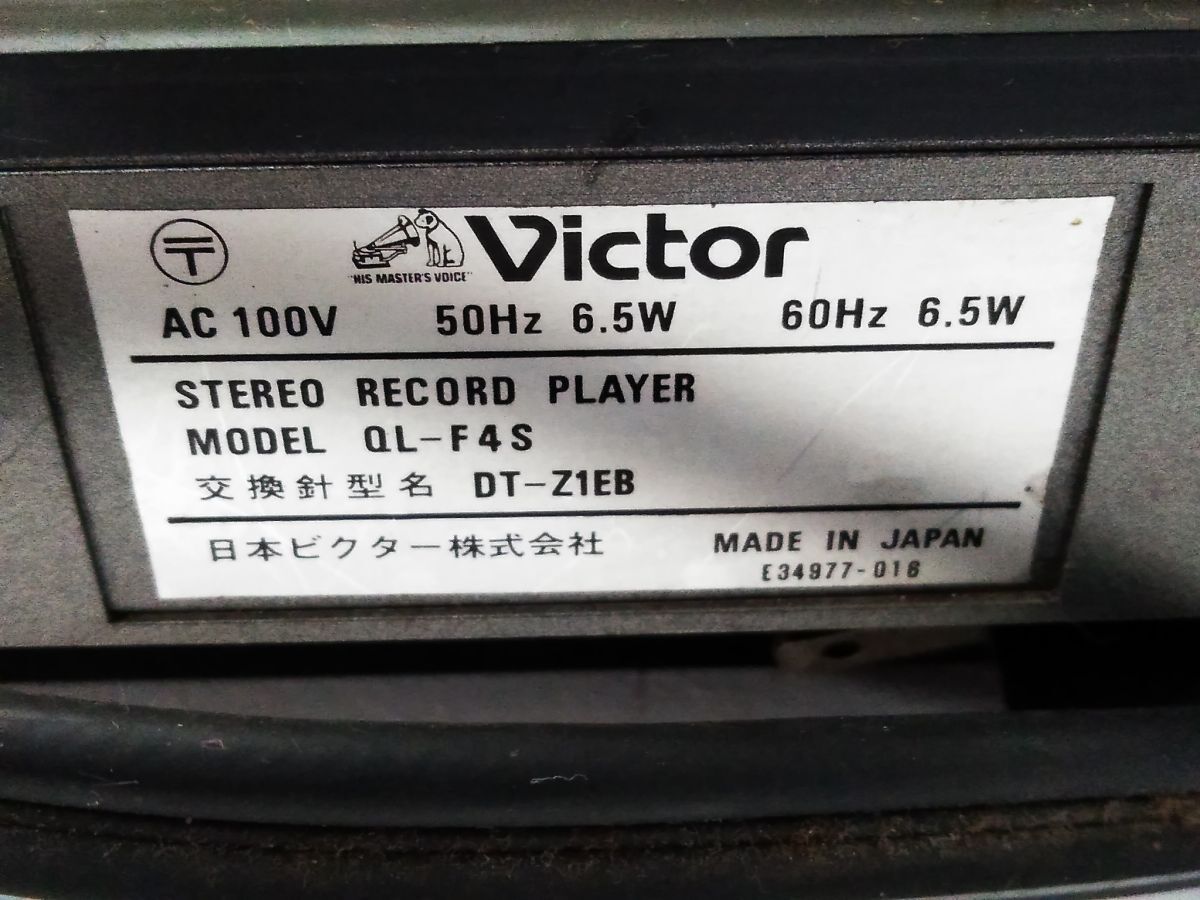 〒
"HIS MASTER'S VOICE" Victor
AC 100V 50Hz 6.5W 60Hz 6.5W
STEREO RECORD PLAYER
MODEL QL-F4S
交換針型名 DT-Z1EB
日本ビクター株式会社 MADE IN JAPAN
E34977-016